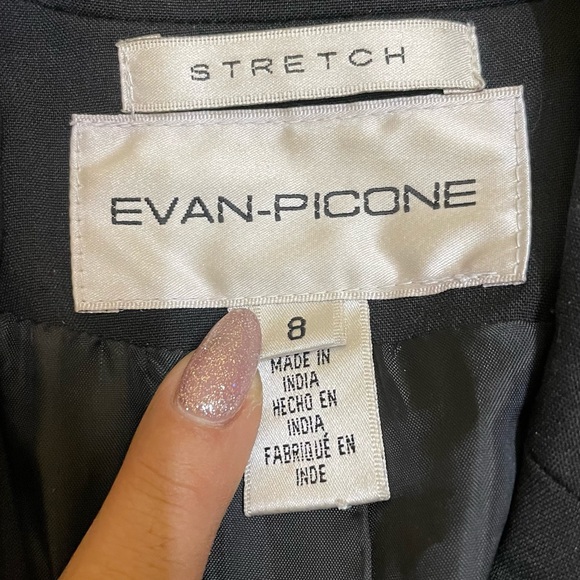 STRETCH
EVAN-PICONE
8
MADE IN
INDIA
HECHO EN
INDIA
FABRIQUÉ EN
INDE